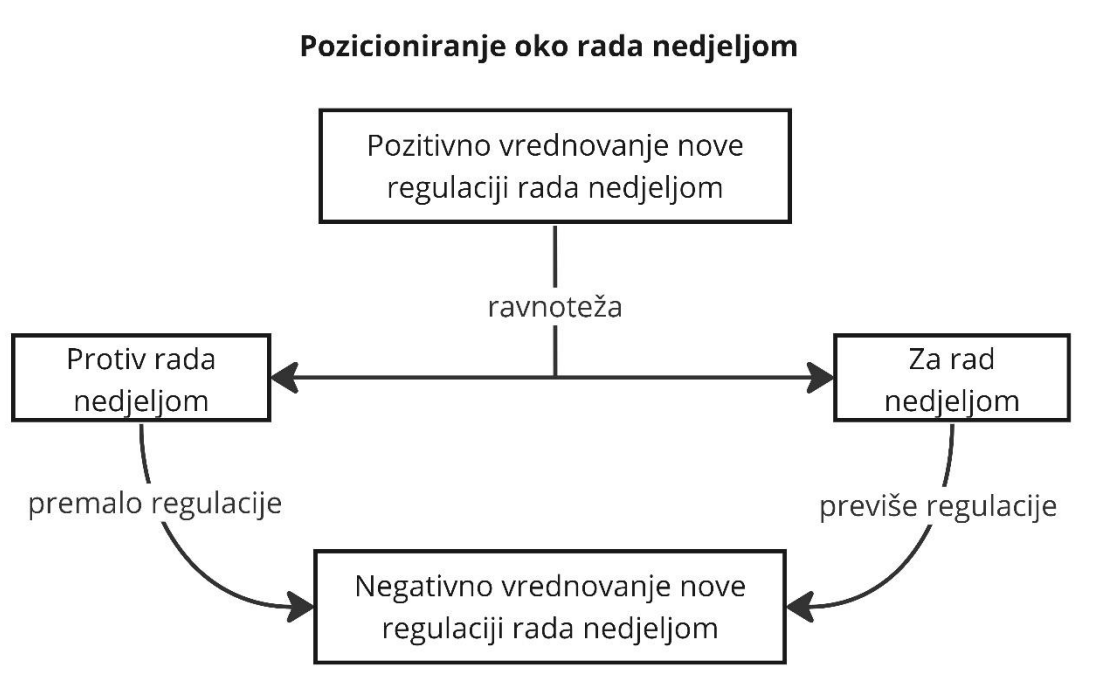 Pozicioniranje oko rada nedjeljom
Pozitivno vrednovanje nove
regulaciji rada nedjeljom
ravnoteža
Protiv rada
nedjeljom
Za rad
nedjeljom
premalo regulacije
previše regulacije
Negativno vrednovanje nove
regulaciji rada nedjeljom